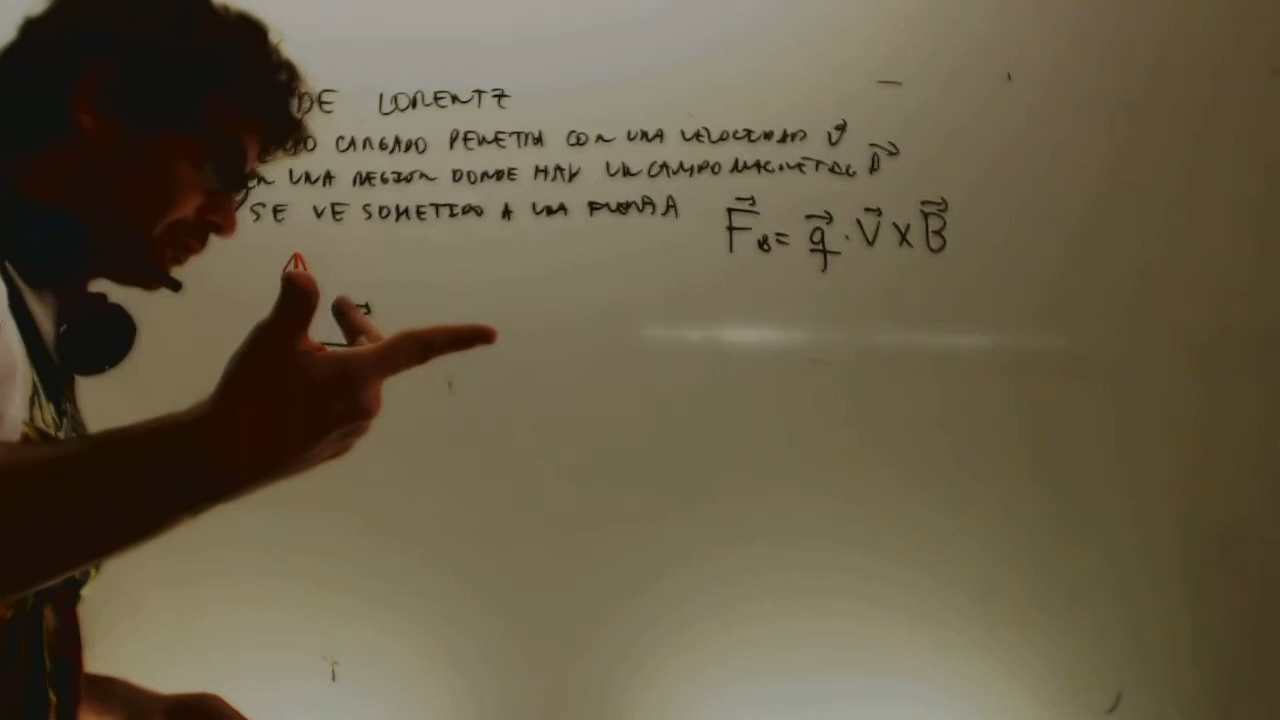 DE LORENTZ
CARGADO PENETRA CON UNA VELOCIDAD v⃗
EN UNA REGION DONDE HAY UN CAMPO MAGNETICO B⃗
SE VE SOMETIDO A UNA FUERZA F⃗B = q⃗ · V⃗ X B⃗